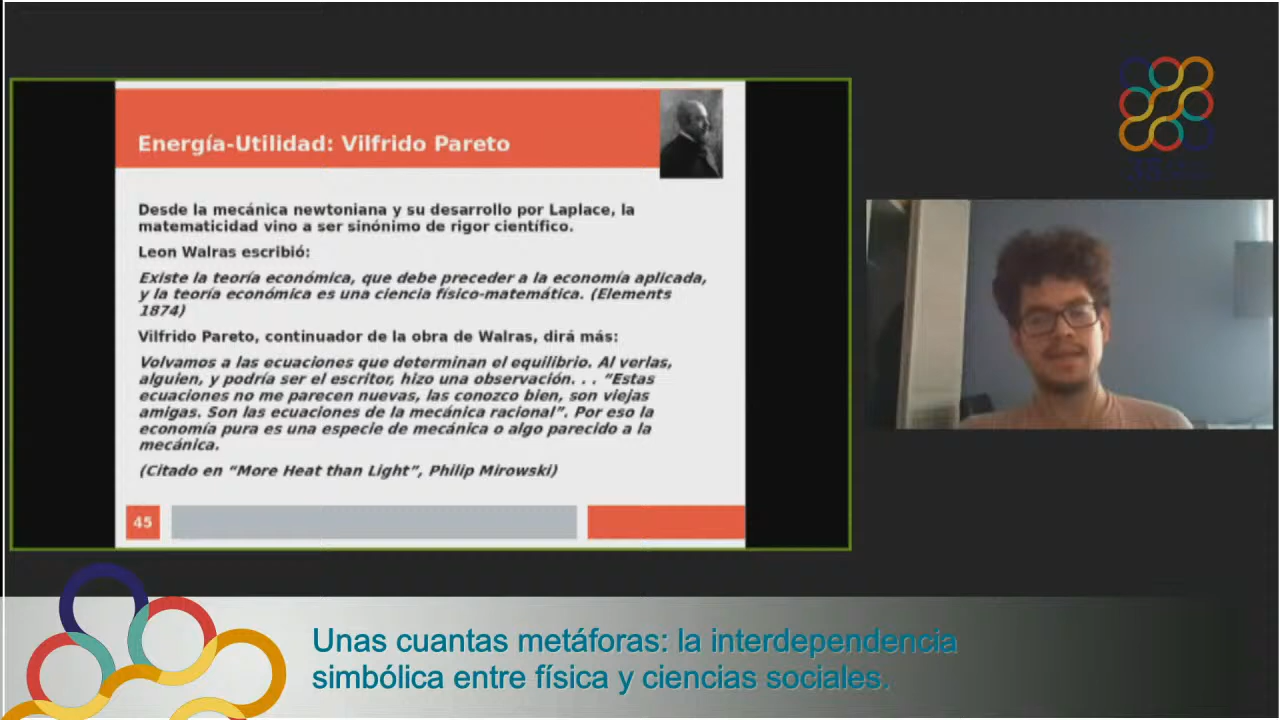 Energía-Utilidad: Vilfrido Pareto
Desde la mecánica newtoniana y su desarrollo por Laplace, la
matematicidad vino a ser sinónimo de rigor científico.
Leon Walras escribió:
Existe la teoría económica, que debe preceder a la economía aplicada,
y la teoría económica es una ciencia físico-matemática. (Elements
1874)
Vilfrido Pareto, continuador de la obra de Walras, dirá más:
Volvamos a las ecuaciones que determinan el equilibrio. Al verlas,
alguien, y podría ser el escritor, hizo una observación. . . “Estas
ecuaciones no me parecen nuevas, las conozco bien, son viejas
amigas. Son las ecuaciones de la mecánica racional”. Por eso la
economía pura es una especie de mecánica o algo parecido a la
mecánica.
(Citado en “More Heat than Light”, Philip Mirowski)
45
Unas cuantas metáforas: la interdependencia
simbólica entre física y ciencias sociales.